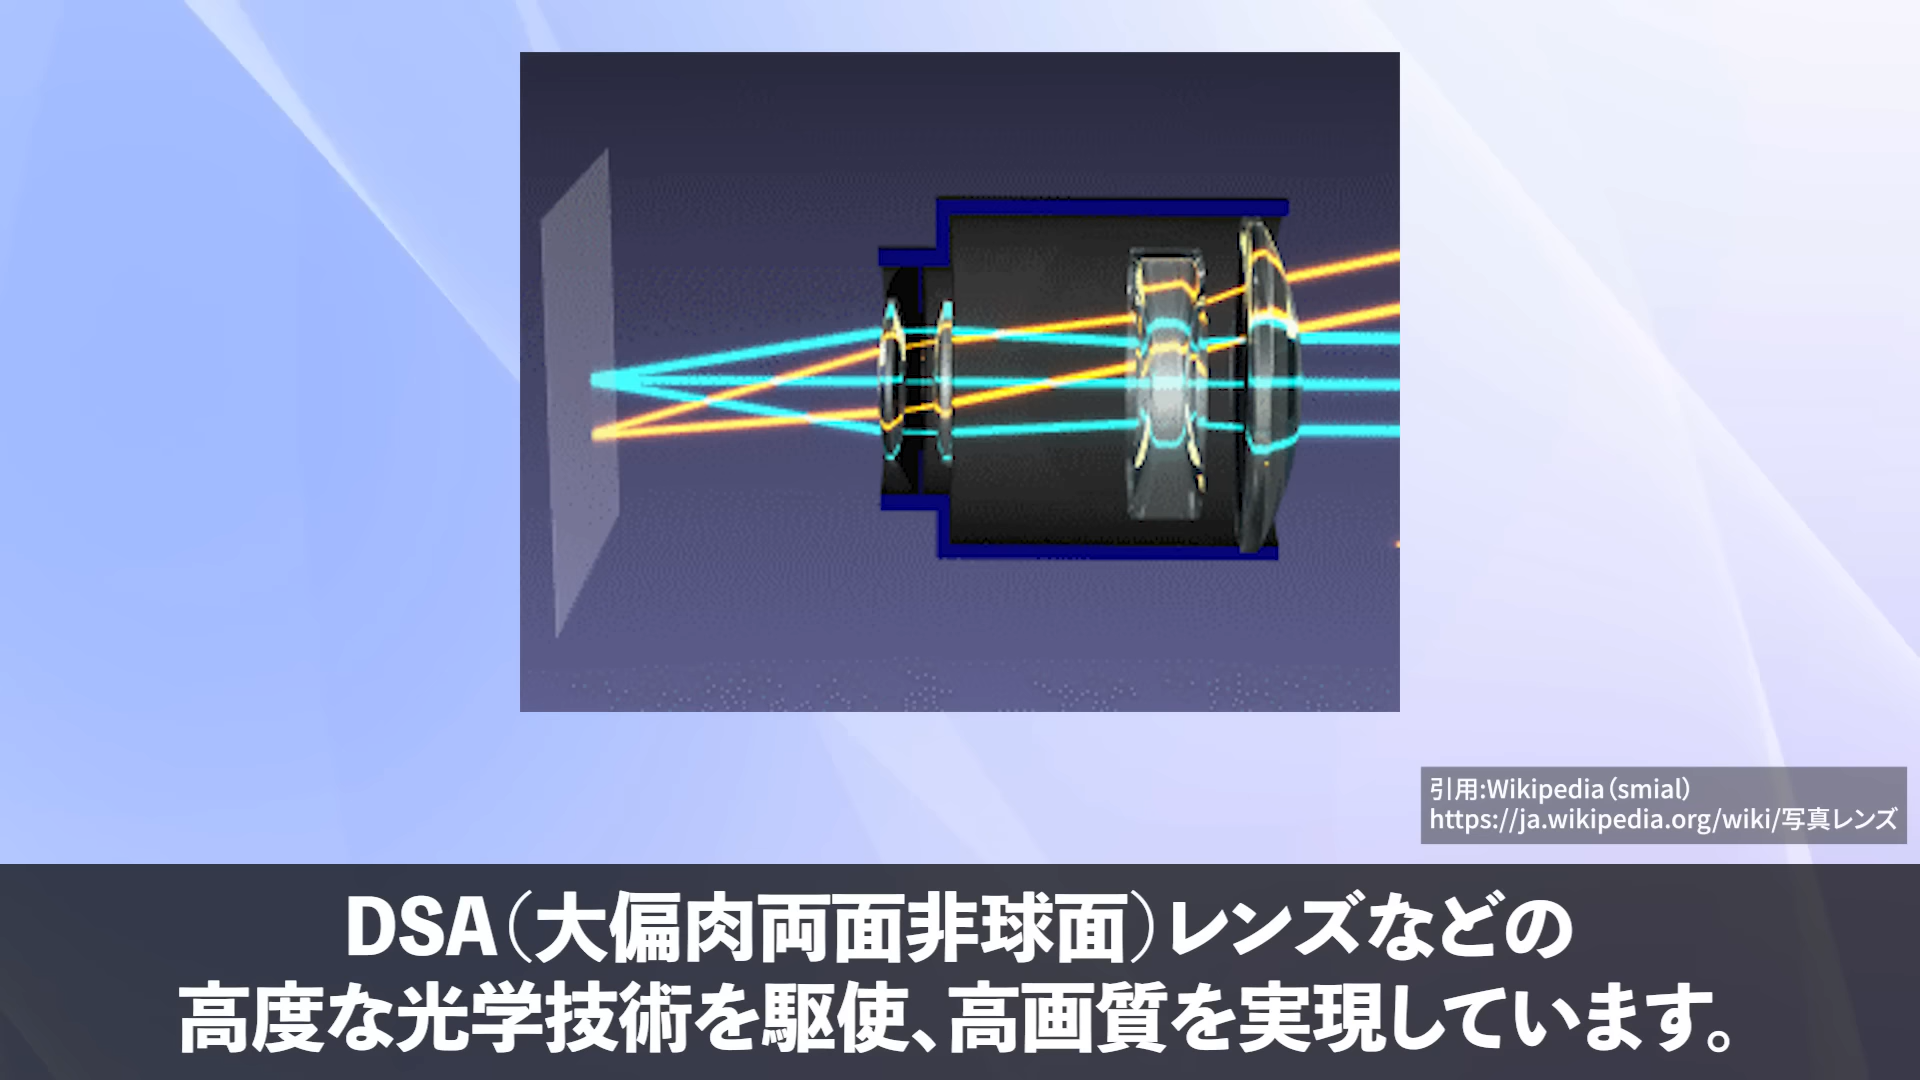 引用:Wikipedia（smial）
https://ja.wikipedia.org/wiki/写真レンズ
DSA（大偏肉両面非球面）レンズなどの
高度な光学技術を駆使、高画質を実現しています。